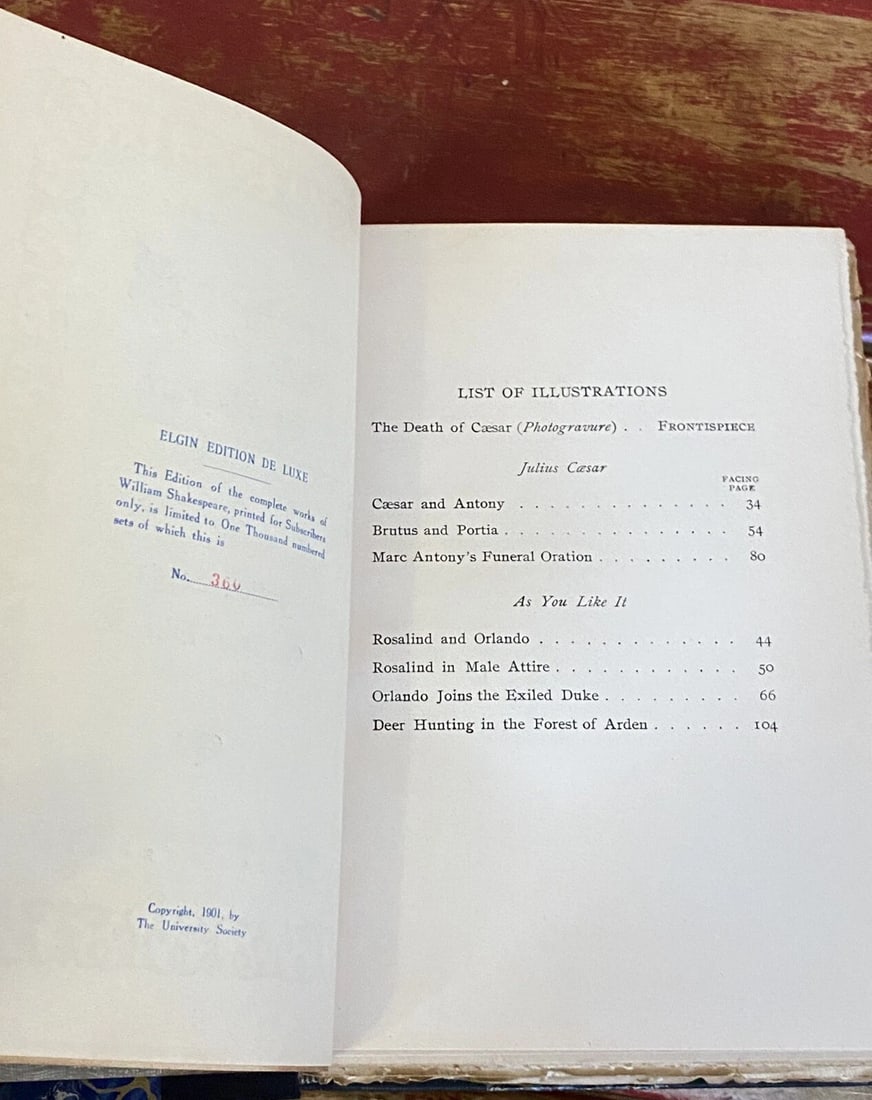 ELGIN EDITION DE LUXE
This Edition of the complete works of
William Shakespeare, printed for Subscribers
only, is limited to One Thousand numbered
sets of which this is
No. 360
Copyright, 1901, by
The University Society
LIST OF ILLUSTRATIONS
The Death of Cæsar (Photogravure) . . FRONTISPIECE
Julius Cæsar
FACING
PAGE
Cæsar and Antony . . . . . . . . . . . . . . 34
Brutus and Portia . . . . . . . . . . . . . . . 54
Marc Antony's Funeral Oration . . . . . . . . . 80
As You Like It
Rosalind and Orlando . . . . . . . . . . . . . 44
Rosalind in Male Attire . . . . . . . . . . . . 50
Orlando Joins the Exiled Duke . . . . . . . . . 66
Deer Hunting in the Forest of Arden . . . . . . 104